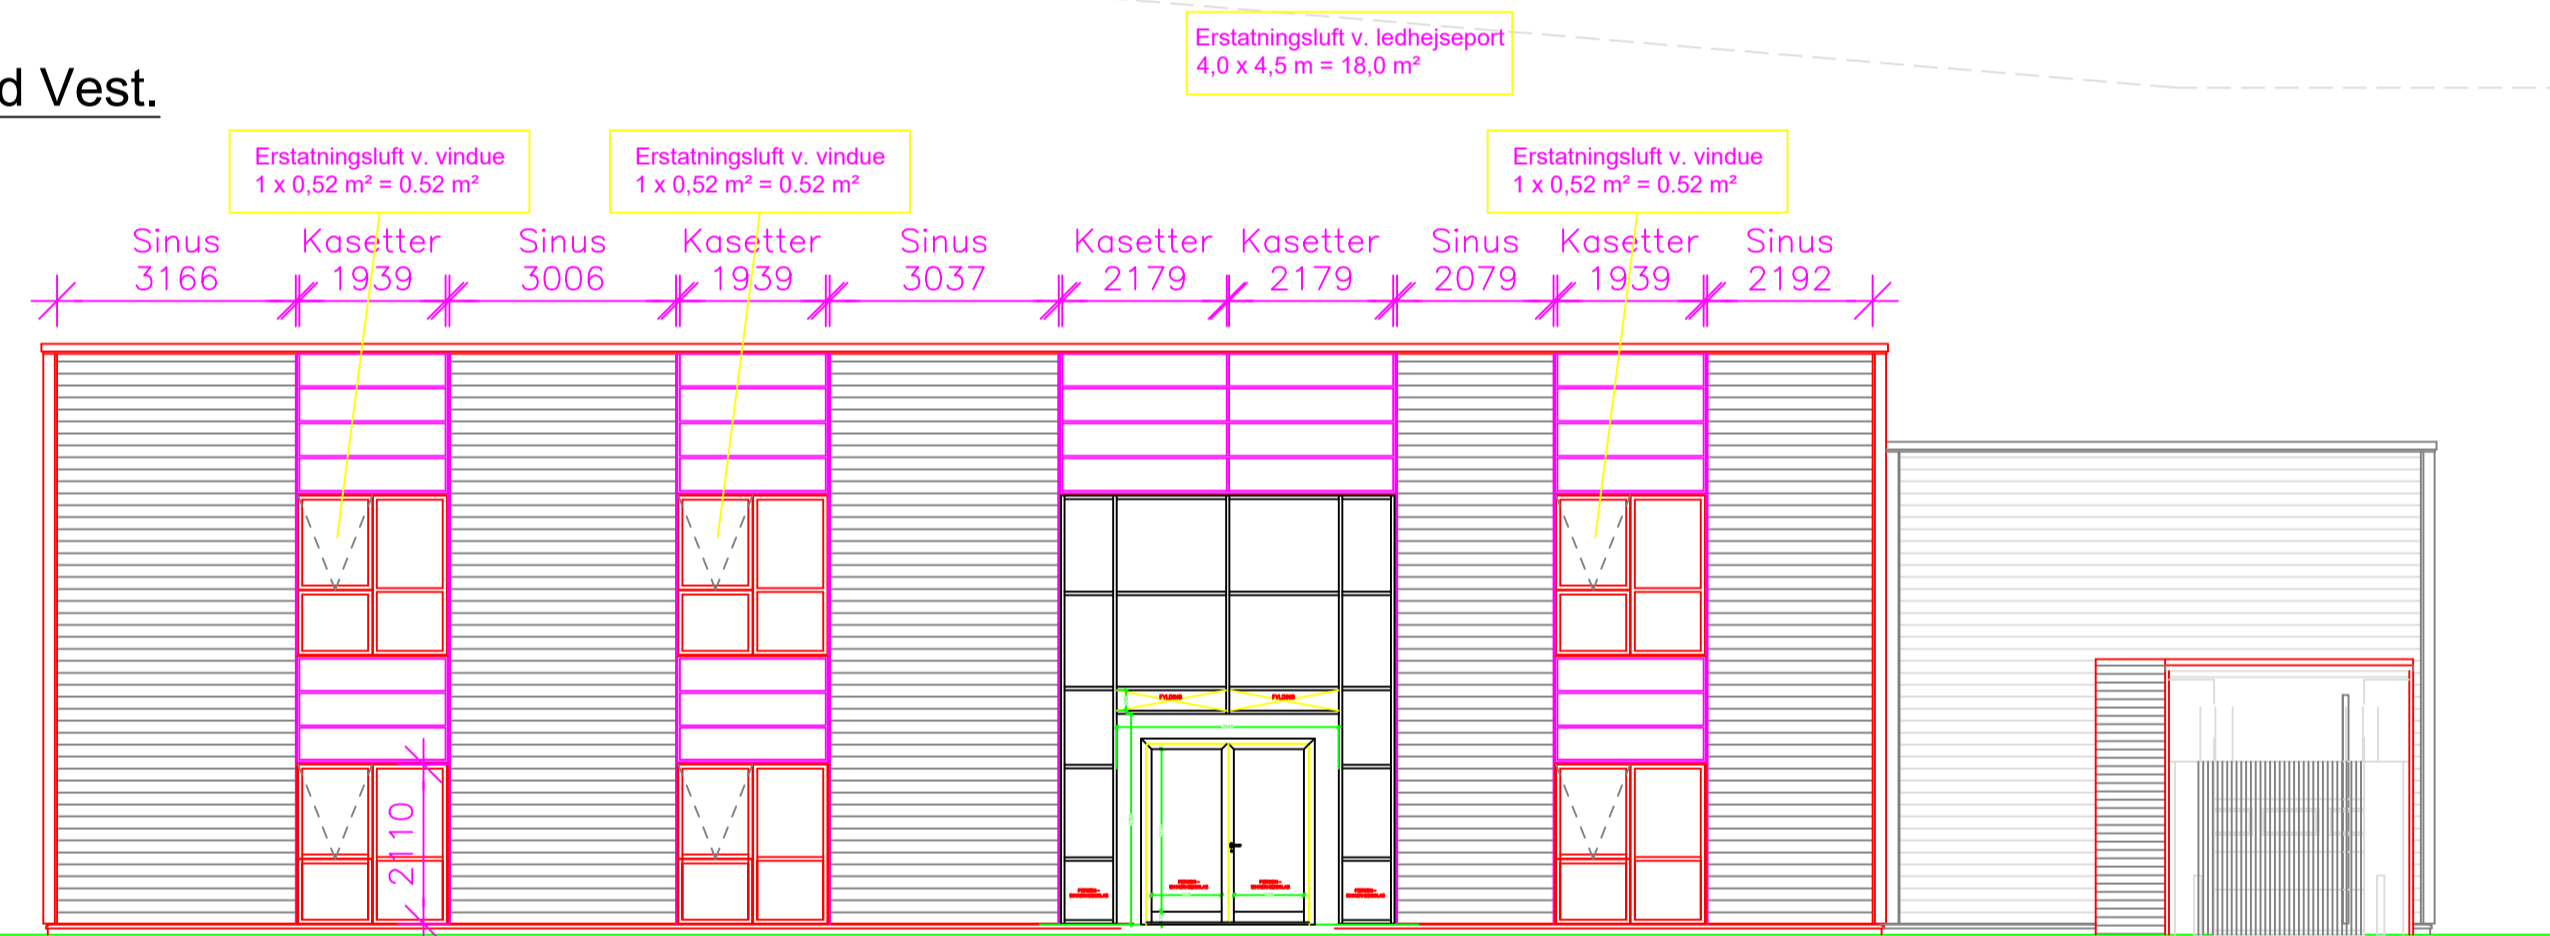 Erstatningsluft v. ledhejseport
4,0 x 4,5 m = 18,0 m²
d Vest.
Erstatningsluft v. vindue
1 x 0,52 m² = 0.52 m²
Erstatningsluft v. vindue
1 x 0,52 m² = 0.52 m²
Erstatningsluft v. vindue
1 x 0,52 m² = 0.52 m²
Sinus
3166
Kasetter
1939
Sinus
3006
Kasetter
1939
Sinus
3037
Kasetter
2179
Kasetter
2179
Sinus
2079
Kasetter
1939
Sinus
2192
FYLDING
FYLDING
2110